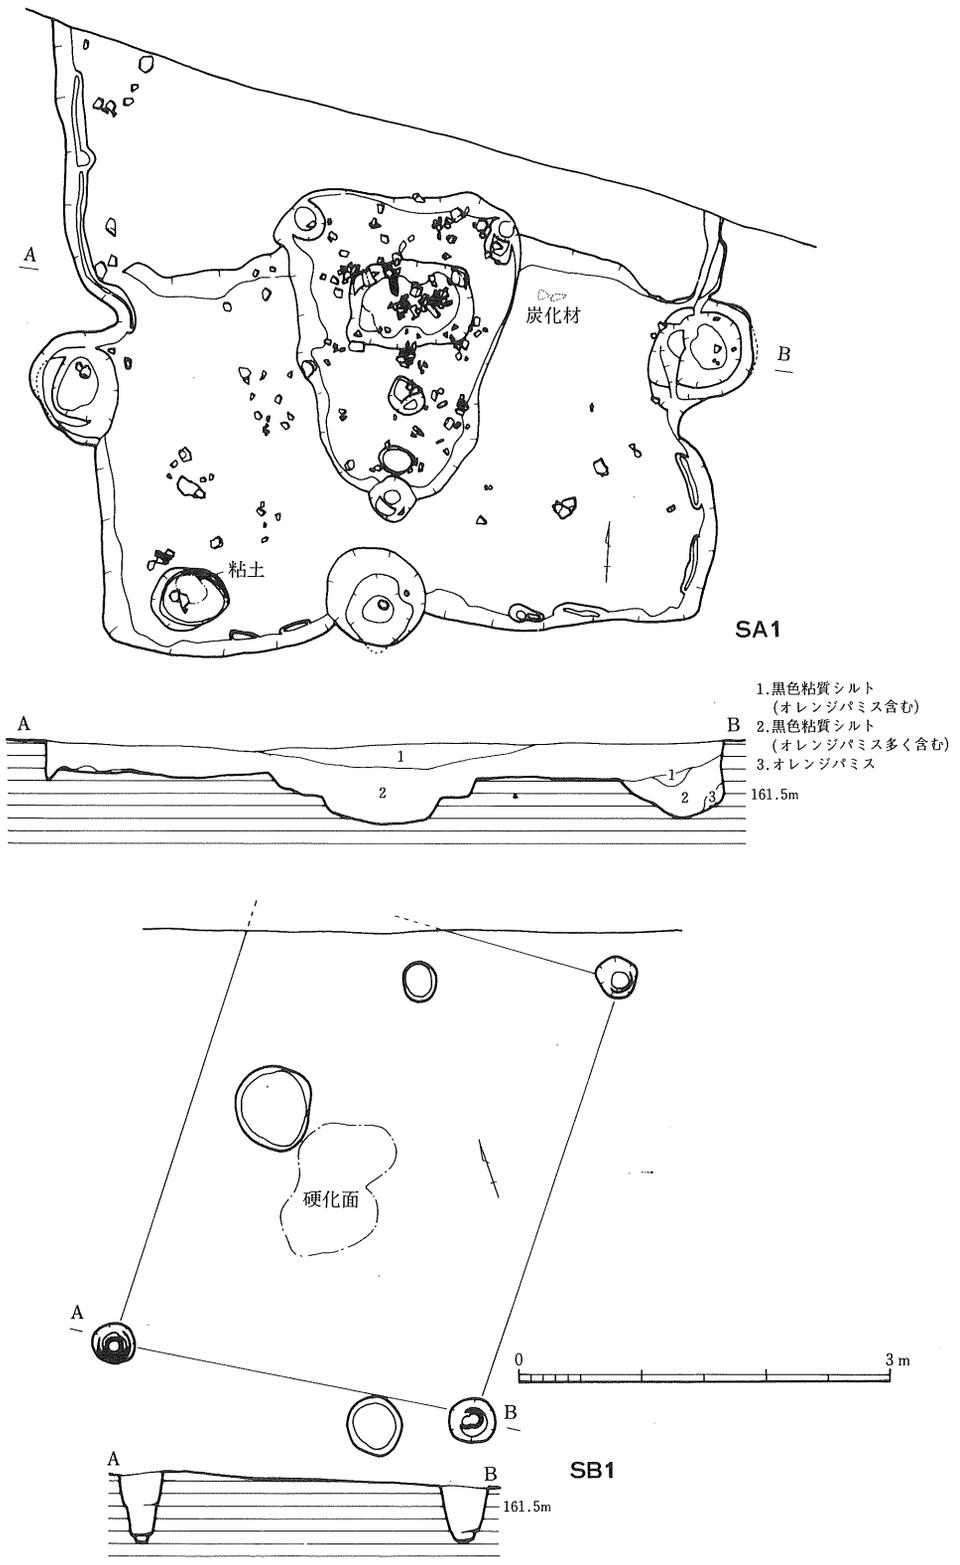 A
炭化材
B
粘土
SA1
1.黒色粘質シルト
(オレンジパミス含む)
2.黒色粘質シルト
(オレンジパミス多く含む)
3.オレンジパミス
A
B
1
2
1
2
3
161.5m
硬化面
A
B
0
3 m
SB1
A
B
161.5m